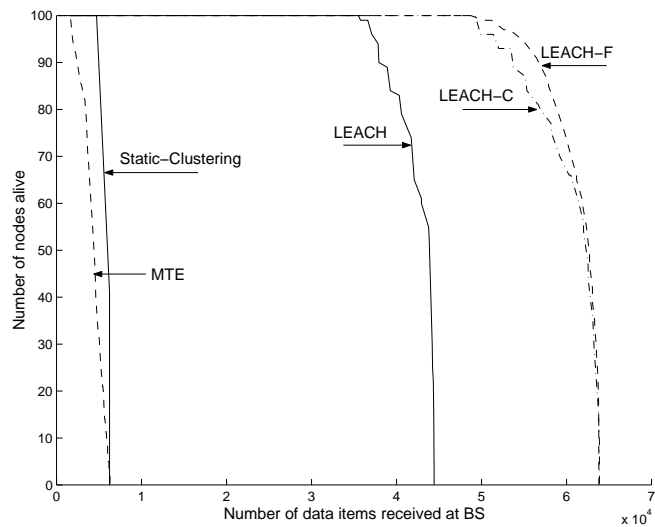 100
90
80
70
60
50
40
30
20
10
0
Number of nodes alive
LEACH−F
LEACH−C
LEACH
Static−Clustering
MTE
0 1 2 3 4 5 6 7
Number of data items received at BS
x 10^4